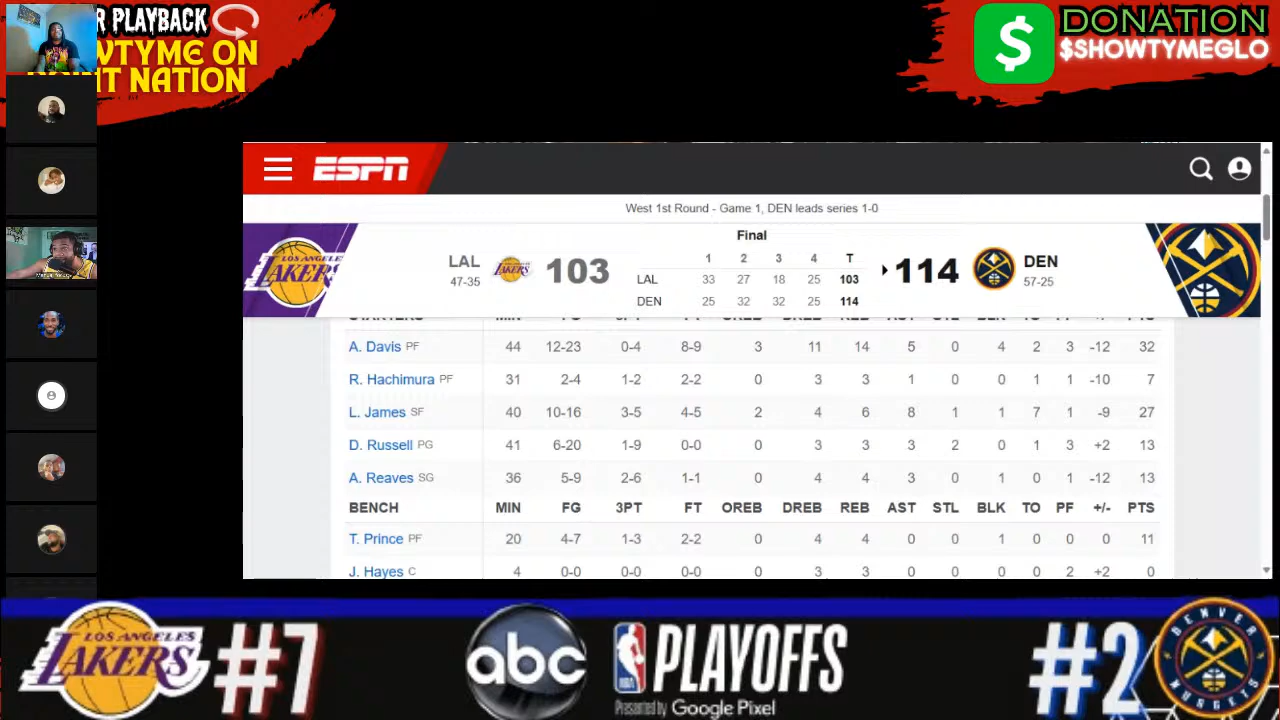 R PLAYBACK
WTYME ON
INT NATION
DONATION
$SHOWTYMEGLO
$
ESPN
West 1st Round - Game 1, DEN leads series 1-0
Final
LOS ANGELES LAKERS
LAL
47-35
103
1 2 3 4 T
LAL 33 27 18 25 103
DEN 25 32 32 25 114
114
DEN
57-25
A. Davis PF 44 12-23 0-4 8-9 3 11 14 5 0 4 2 3 -12 32
R. Hachimura PF 31 2-4 1-2 2-2 0 3 3 1 0 0 1 1 -10 7
L. James SF 40 10-16 3-5 4-5 2 4 6 8 1 1 7 1 -9 27
D. Russell PG 41 6-20 1-9 0-0 0 3 3 3 2 0 1 3 +2 13
A. Reaves SG 36 5-9 2-6 1-1 0 4 4 3 0 1 0 1 -12 13
BENCH MIN FG 3PT FT OREB DREB REB AST STL BLK TO PF +/- PTS
T. Prince PF 20 4-7 1-3 2-2 0 4 4 0 0 1 0 0 0 11
J. Hayes C 4 0-0 0-0 0-0 0 3 3 0 0 0 0 2 +2 0
LOS ANGELES
LAKERS
#7
abc
NBA
PLAYOFFS
Presented by Google Pixel
#2
DENVER
NUGGETS